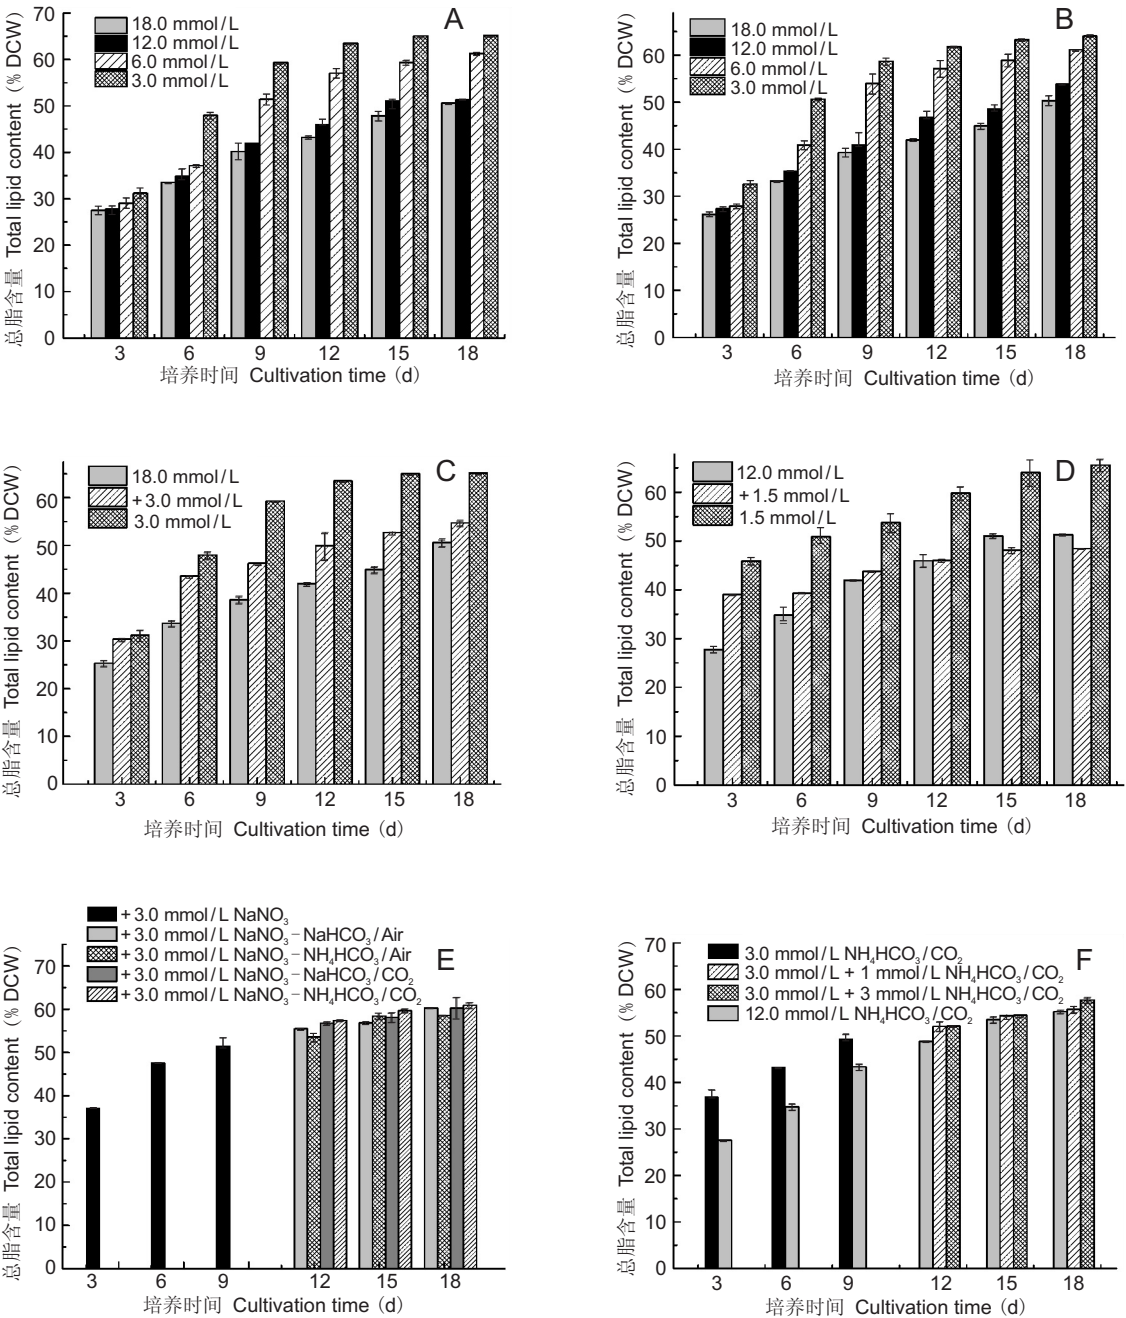 A
18.0 mmol/L
12.0 mmol/L
6.0 mmol/L
3.0 mmol/L
总脂含量 Total lipid content (% DCW)
70
60
50
40
30
20
10
0
3 6 9 12 15 18
培养时间 Cultivation time (d)
B
18.0 mmol/L
12.0 mmol/L
6.0 mmol/L
3.0 mmol/L
总脂含量 Total lipid content (% DCW)
60
50
40
30
20
10
0
3 6 9 12 15 18
培养时间 Cultivation time (d)
C
18.0 mmol/L
+3.0 mmol/L
3.0 mmol/L
总脂含量 Total lipid content (% DCW)
60
50
40
30
20
10
0
3 6 9 12 15 18
培养时间 Cultivation time (d)
D
12.0 mmol/L
+1.5 mmol/L
1.5 mmol/L
总脂含量 Total lipid content (% DCW)
60
50
40
30
20
10
0
3 6 9 12 15 18
培养时间 Cultivation time (d)
E
+3.0 mmol/L NaNO₃
+3.0 mmol/L NaNO₃−NaHCO₃/Air
+3.0 mmol/L NaNO₃−NH₄HCO₃/Air
+3.0 mmol/L NaNO₃−NaHCO₃/CO₂
+3.0 mmol/L NaNO₃−NH₄HCO₃/CO₂
总脂含量 Total lipid content (% DCW)
70
60
50
40
30
20
10
0
3 6 9 12 15 18
培养时间 Cultivation time (d)
F
3.0 mmol/L NH₄HCO₃/CO₂
3.0 mmol/L+1 mmol/L NH₄HCO₃/CO₂
3.0 mmol/L+3 mmol/L NH₄HCO₃/CO₂
12.0 mmol/L NH₄HCO₃/CO₂
总脂含量 Total lipid content (% DCW)
70
60
50
40
30
20
10
0
3 6 9 12 15 18
培养时间 Cultivation time (d)